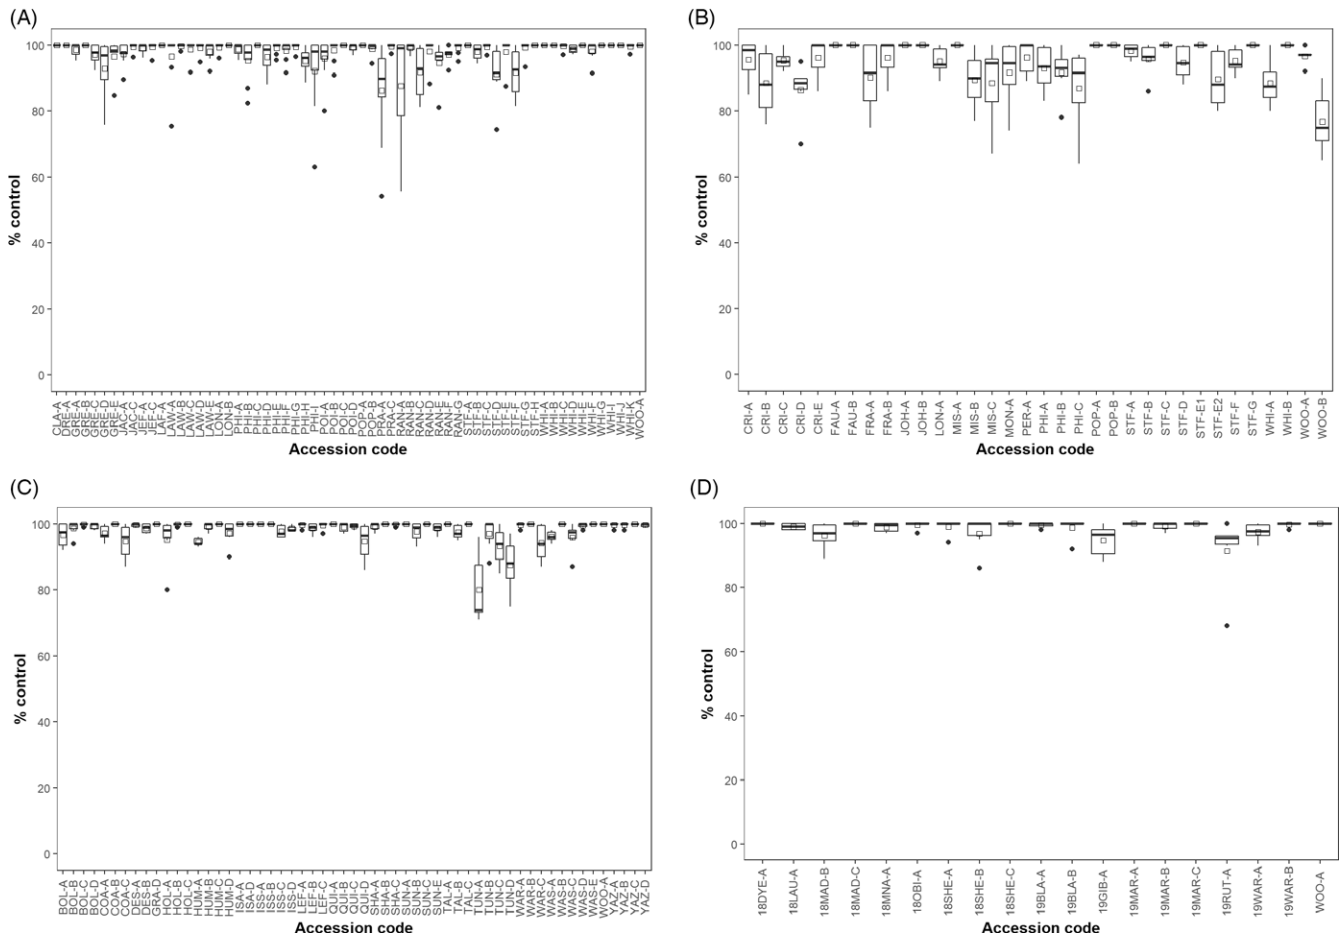 (A)
% control
100
80
60
40
20
0
CLA-A
DRE-A
GRE-A
GRE-B
GRE-C
GRE-D
GRE-E
JAC-A
JAC-C
JEF-A
JEF-C
LAF-A
LAW-A
LAW-B
LAW-C
LAW-D
LAW-E
LON-A
LON-B
PHI-A
PHI-B
PHI-C
PHI-D
PHI-E
PHI-F
PHI-G
PHI-H
PHI-I
POI-A
POI-B
POI-C
POI-D
POP-A
POP-B
PRA-A
PRA-C
RAN-A
RAN-B
RAN-C
RAN-D
RAN-E
RAN-F
RAN-G
STF-A
STF-B
STF-C
STF-D
STF-E
STF-F
STF-G
STF-H
WHI-A
WHI-B
WHI-C
WHI-D
WHI-E
WHI-F
WHI-G
WHI-I
WHI-J
WHI-K
WOO-A
Accession code
(B)
% control
100
80
60
40
20
0
CRI-A
CRI-B
CRI-C
CRI-D
CRI-E
FAU-A
FAU-B
FRA-A
FRA-B
JOH-A
JOH-B
LON-A
MIS-A
MIS-B
MIS-C
MON-A
PER-A
PHI-A
PHI-B
PHI-C
POP-A
POP-B
STF-A
STF-B
STF-C
STF-D
STF-E1
STF-E2
STF-F
STF-G
WHI-A
WHI-B
WOO-A
WOO-B
Accession code
(C)
% control
100
80
60
40
20
0
BOL-A
BOL-B
BOL-C
BOL-D
COA-A
COA-B
COA-C
DES-A
DES-B
GRA-D
HOL-A
HOL-B
HOL-C
HUM-A
HUM-B
HUM-C
HUM-D
ISA-A
ISA-D
ISS-A
ISS-B
ISS-C
ISS-D
LEF-A
LEF-B
LEF-C
QUI-A
QUI-B
QUI-C
QUI-D
SHA-A
SHA-B
SHA-C
SUN-A
SUN-B
SUN-C
SUN-E
TAL-A
TAL-B
TAL-C
TUN-A
TUN-B
TUN-C
TUN-D
WAR-A
WAR-B
WAR-C
WAS-A
WAS-B
WAS-C
WAS-D
WAS-E
WOO-A
YAZ-A
YAZ-B
YAZ-C
YAZ-D
Accession code
(D)
% control
100
80
60
40
20
0
18DYE-A
18LAU-A
18MAD-B
18MAD-C
18MNA-A
18OBI-A
18SHE-A
18SHE-B
18SHE-C
19BLA-A
19BLA-B
19GIB-A
19MAR-A
19MAR-B
19MAR-C
19RUT-A
19WAR-A
19WAR-B
WOO-A
Accession code